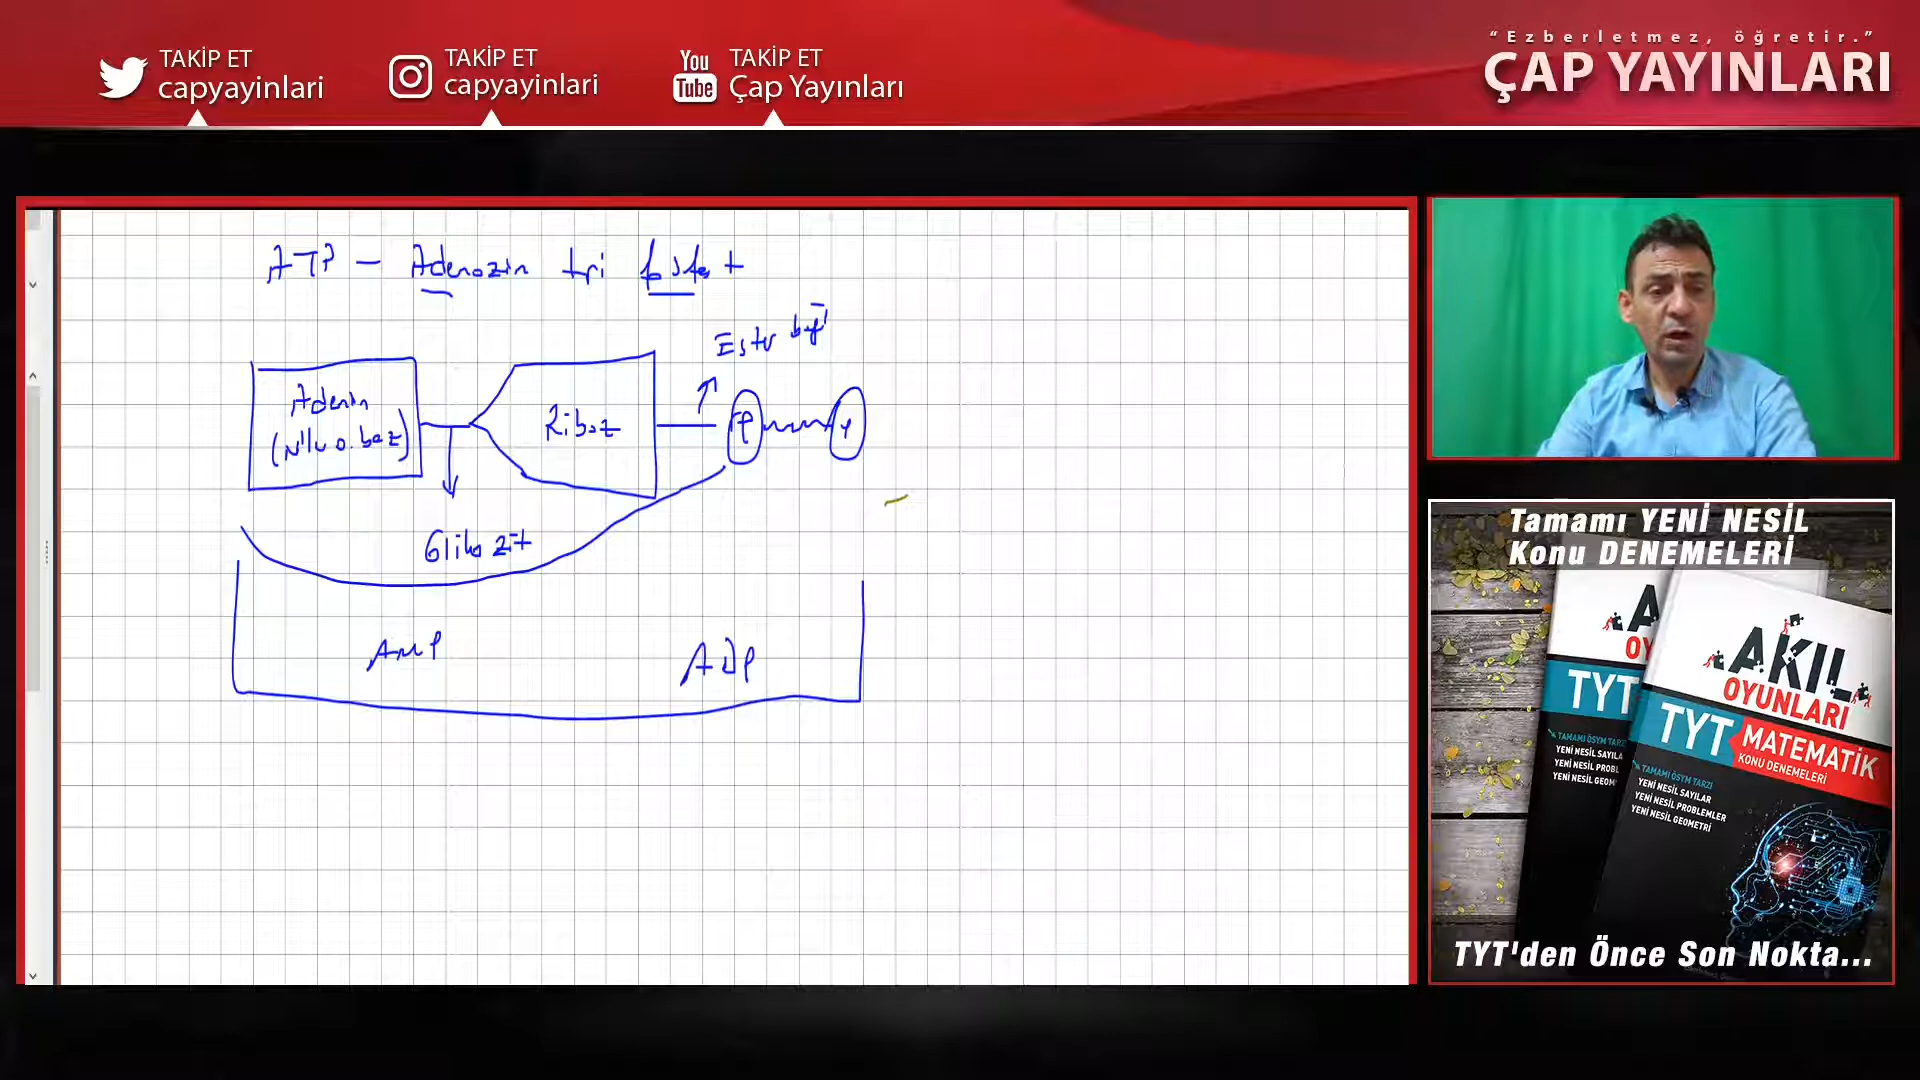 “Ezberletmez, öğretir.”
ÇAP YAYINLARI
TAKİP ET
capyayinlari
TAKİP ET
capyayinlari
You
Tube
TAKİP ET
Çap Yayınları
ATP – Adenozin tri fosfat
Ester bağı
Adenin
(Nitro. baz)
Riboz
P
P
Glikozit
AMP
ADP
Tamamı YENİ NESİL
Konu DENEMELERİ
AKIL
OYUNLARI
TYT
MATEMATİK
KONU DENEMELERİ
TAMAMI ÖSYM TARZI
YENİ NESİL SAYILAR
YENİ NESİL PROBLEMLER
YENİ NESİL GEOMETRİ
TYT
TYT'den Önce Son Nokta...